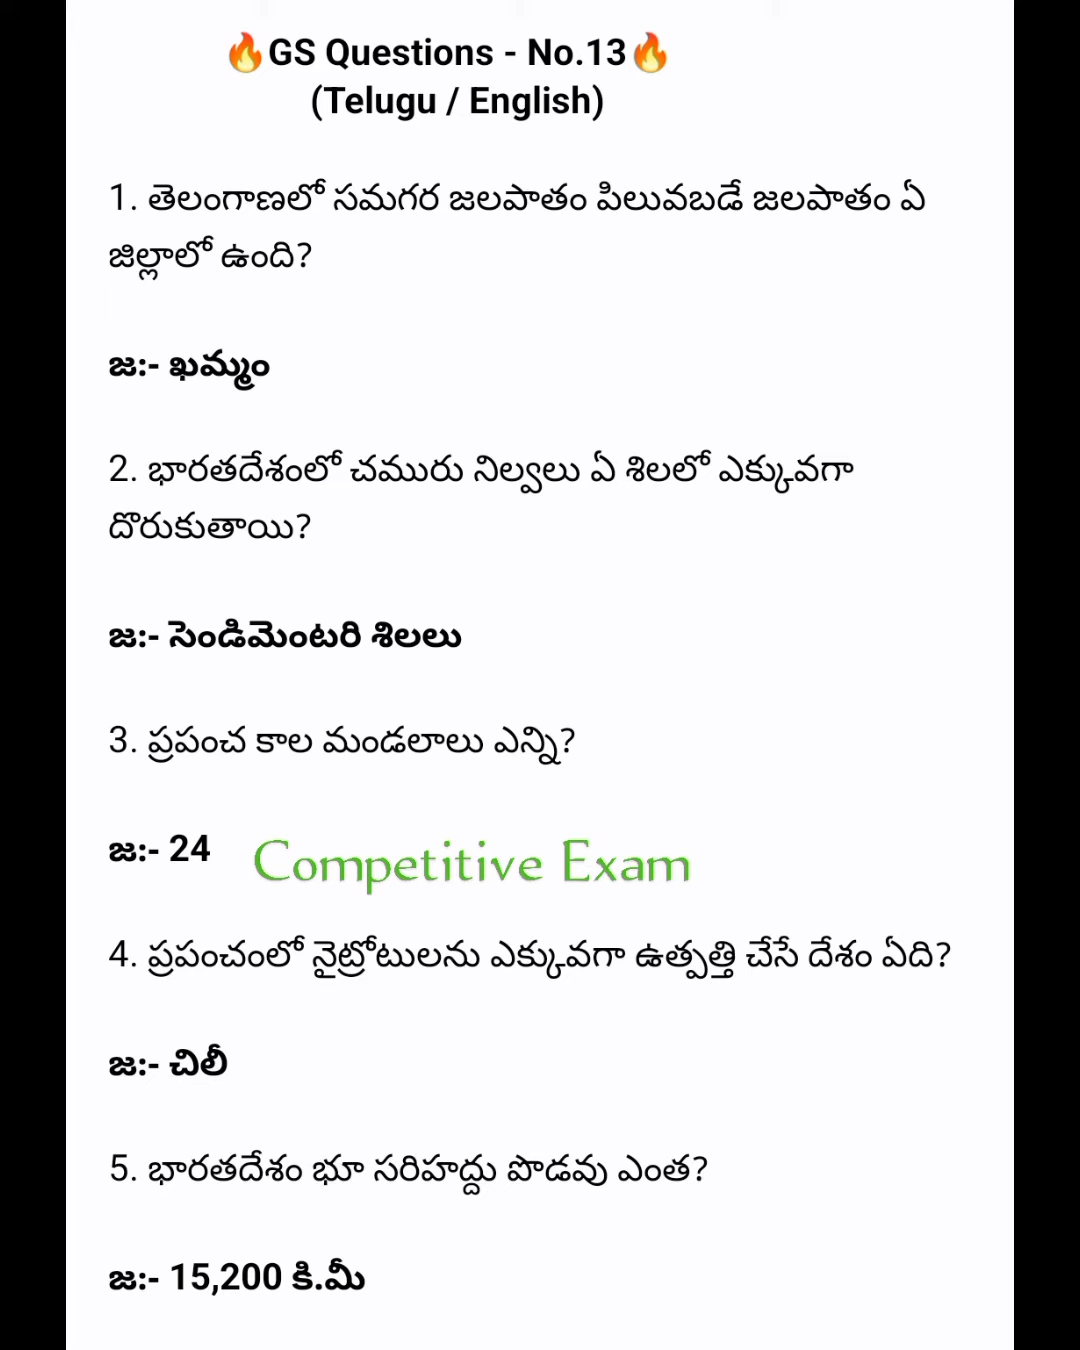 🔥GS Questions - No.13🔥
(Telugu / English)
1. తెలంగాణలో సమగర జలపాతం పిలువబడే జలపాతం ఏ
జిల్లాలో ఉంది?
జ:- ఖమ్మం
2. భారతదేశంలో చమురు నిల్వలు ఏ శిలలో ఎక్కువగా
దొరుకుతాయి?
జ:- సెండిమెంటరి శిలలు
3. ప్రపంచ కాల మండలాలు ఎన్ని?
జ:- 24
Competitive Exam
4. ప్రపంచంలో నైట్రోటులను ఎక్కువగా ఉత్పత్తి చేసే దేశం ఏది?
జ:- చిలీ
5. భారతదేశం భూ సరిహద్దు పొడవు ఎంత?
జ:- 15,200 కి.మీ